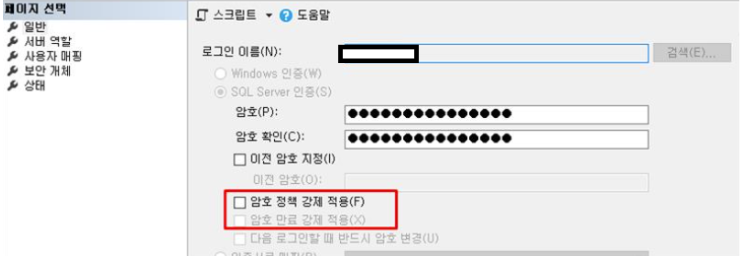 페이지 선택
일반
서버 역할
사용자 매핑
보안 개체
상태
스크립트 도움말
로그인 이름(N): 검색(E)...
Windows 인증(W)
SQL Server 인증(S)
암호(P): ●●●●●●●●●●●●●●●
암호 확인(C): ●●●●●●●●●●●●●●●
이전 암호 지정(I)
이전 암호(O):
암호 정책 강제 적용(F)
암호 만료 강제 적용(X)
다음 로그인할 때 반드시 암호 변경(U)